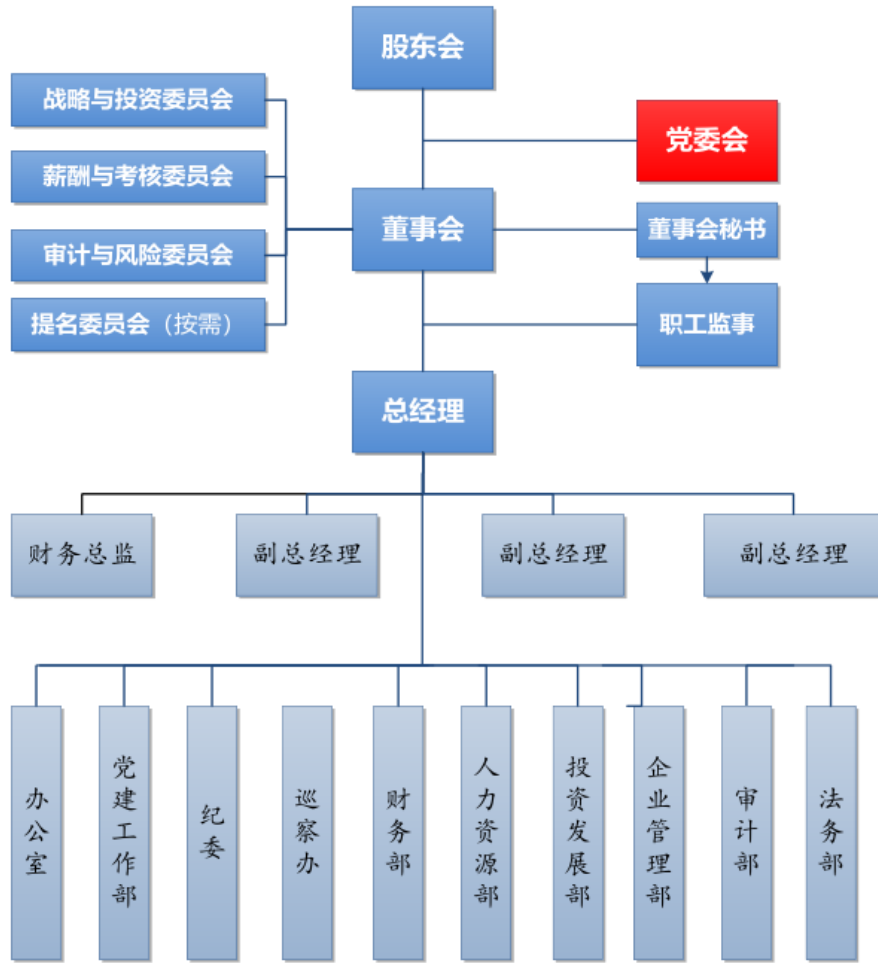 股东会
战略与投资委员会
党委会
薪酬与考核委员会
董事会
董事会秘书
审计与风险委员会
提名委员会（按需）
职工监事
总经理
财务总监
副总经理
副总经理
副总经理
办公室
党建工作部
纪委
巡察办
财务部
人力资源部
投资发展部
企业管理部
审计部
法务部